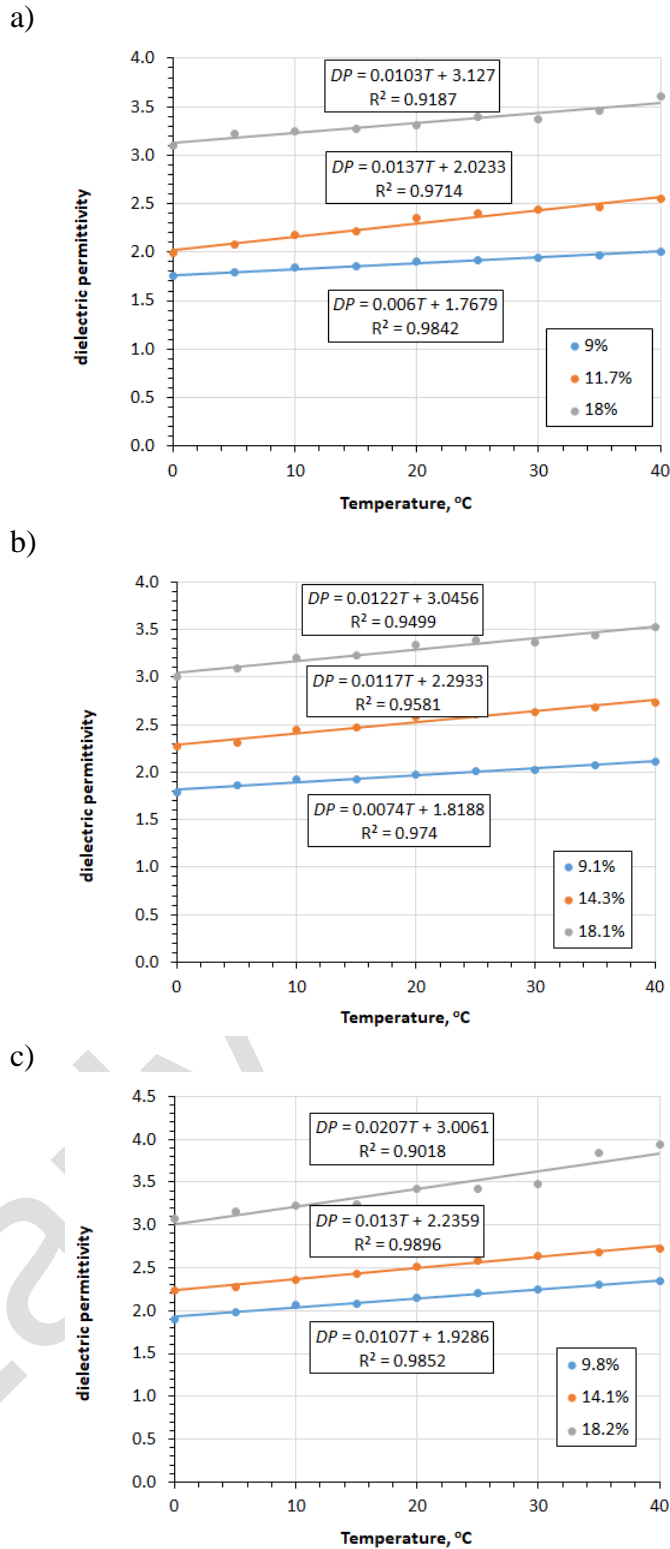 a)
4.0
DP = 0.0103T + 3.127
R² = 0.9187
3.5
3.0
DP = 0.0137T + 2.0233
R² = 0.9714
2.5
2.0
1.5
DP = 0.006T + 1.7679
R² = 0.9842
1.0
0.5
0.0
dielectric permittivity
9%
11.7%
18%
0 10 20 30 40
Temperature, °C
b)
4.0
DP = 0.0122T + 3.0456
R² = 0.9499
3.5
3.0
DP = 0.0117T + 2.2933
R² = 0.9581
2.5
2.0
DP = 0.0074T + 1.8188
R² = 0.974
1.5
1.0
0.5
0.0
dielectric permittivity
9.1%
14.3%
18.1%
0 10 20 30 40
Temperature, °C
c)
4.5
4.0
DP = 0.0207T + 3.0061
R² = 0.9018
3.5
3.0
DP = 0.013T + 2.2359
R² = 0.9896
2.5
2.0
DP = 0.0107T + 1.9286
R² = 0.9852
1.5
1.0
0.5
0.0
dielectric permittivity
9.8%
14.1%
18.2%
0 10 20 30 40
Temperature, °C